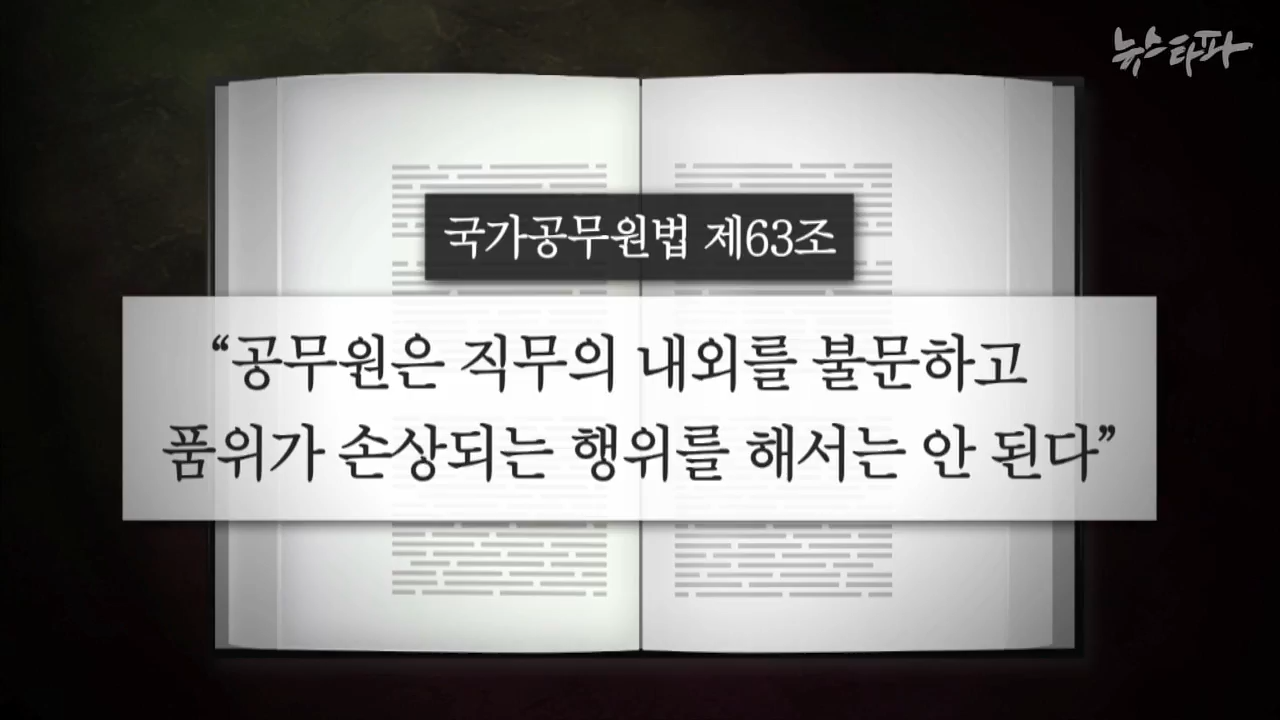 뉴스타파
국가공무원법 제63조
“공무원은 직무의 내외를 불문하고
품위가 손상되는 행위를 해서는 안 된다”